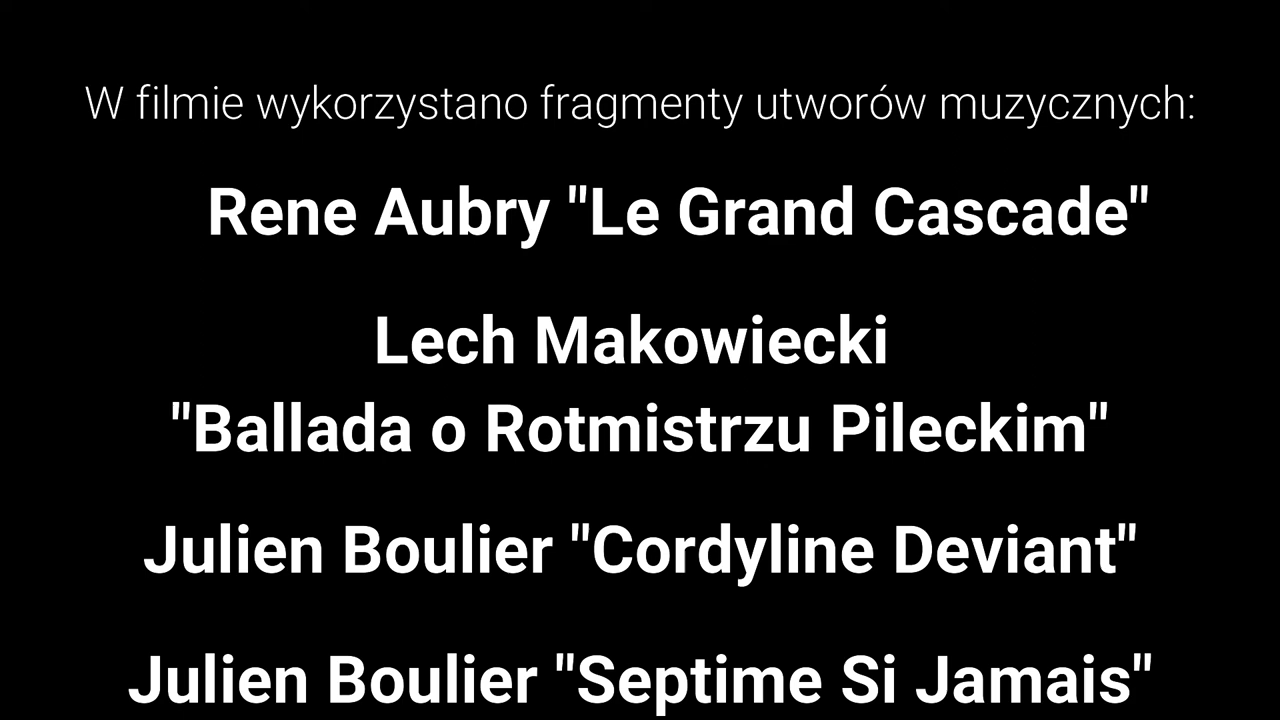 W filmie wykorzystano fragmenty utworów muzycznych:
Rene Aubry "Le Grand Cascade"
Lech Makowiecki
"Ballada o Rotmistrzu Pileckim"
Julien Boulier "Cordyline Deviant"
Julien Boulier "Septime Si Jamais"